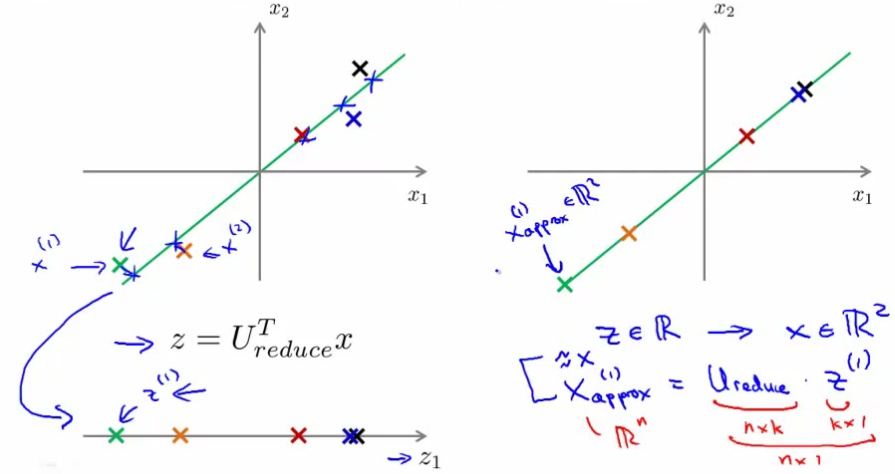 x₂
x₁
x⁽¹⁾
x⁽²⁾
z = Uᵀreduce x
z⁽¹⁾
z₁
x₂
x₁
x⁽¹⁾approx ∈ ℝ²
z ∈ ℝ → x ∈ ℝ²
≈ x
x⁽¹⁾approx = Ureduce · z⁽¹⁾
ℝⁿ
n×k
k×1
n×1